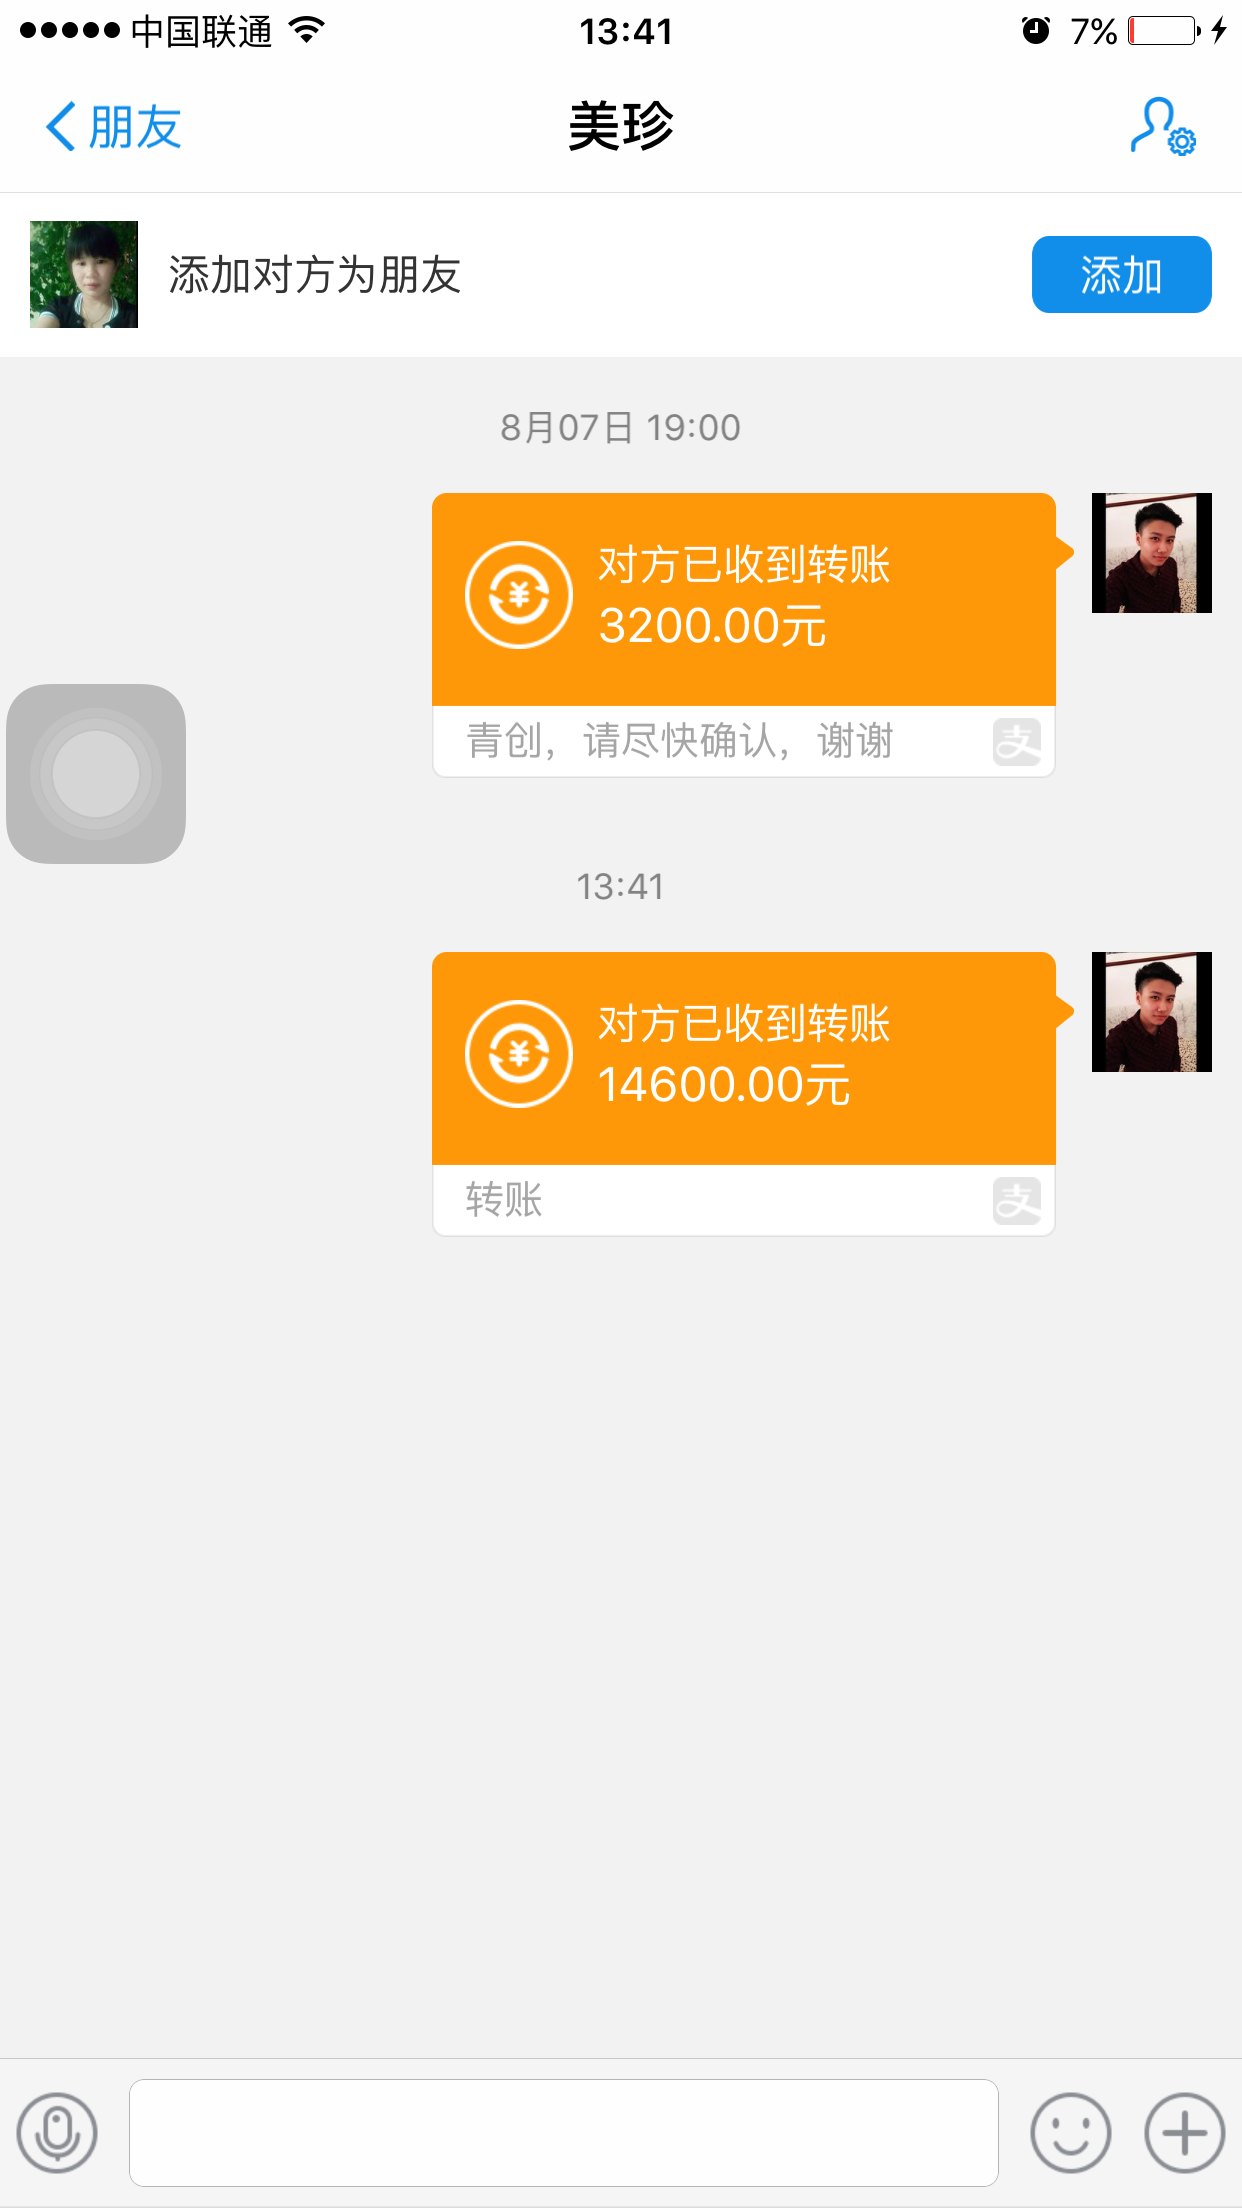 中国联通 13:41 7%
朋友 美珍
添加对方为朋友 添加
8月07日 19:00
对方已收到转账
3200.00元
青创，请尽快确认，谢谢 支
13:41
对方已收到转账
14600.00元
转账 支